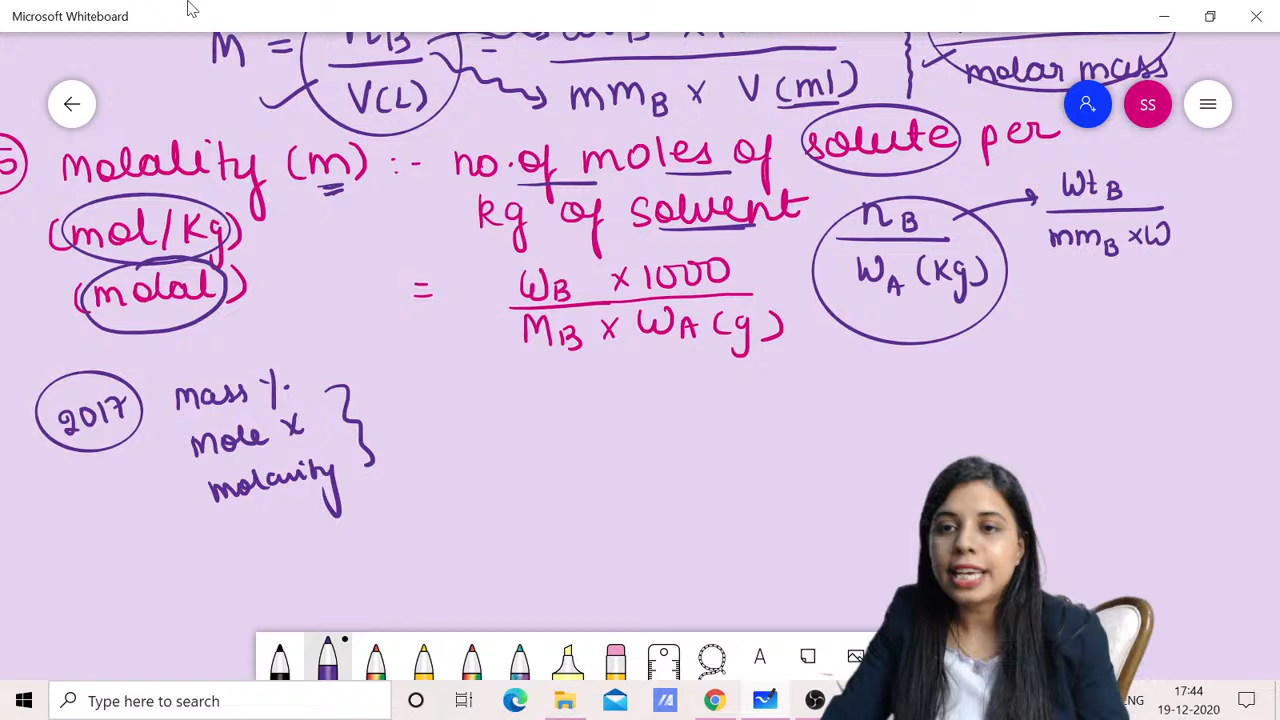 Microsoft Whiteboard
M = nB / V(L) =
mmB × V (ml)
molar mass
SS
molality (m) :- no. of moles of solute per
kg of solvent
(mol/Kg)
(molal)
nB / WA (Kg)
WtB / mmB × W
= WB × 1000 / MB × WA (g)
2017
mass %
mole x
molarity
A
Type here to search
ENG
17:44
19-12-2020